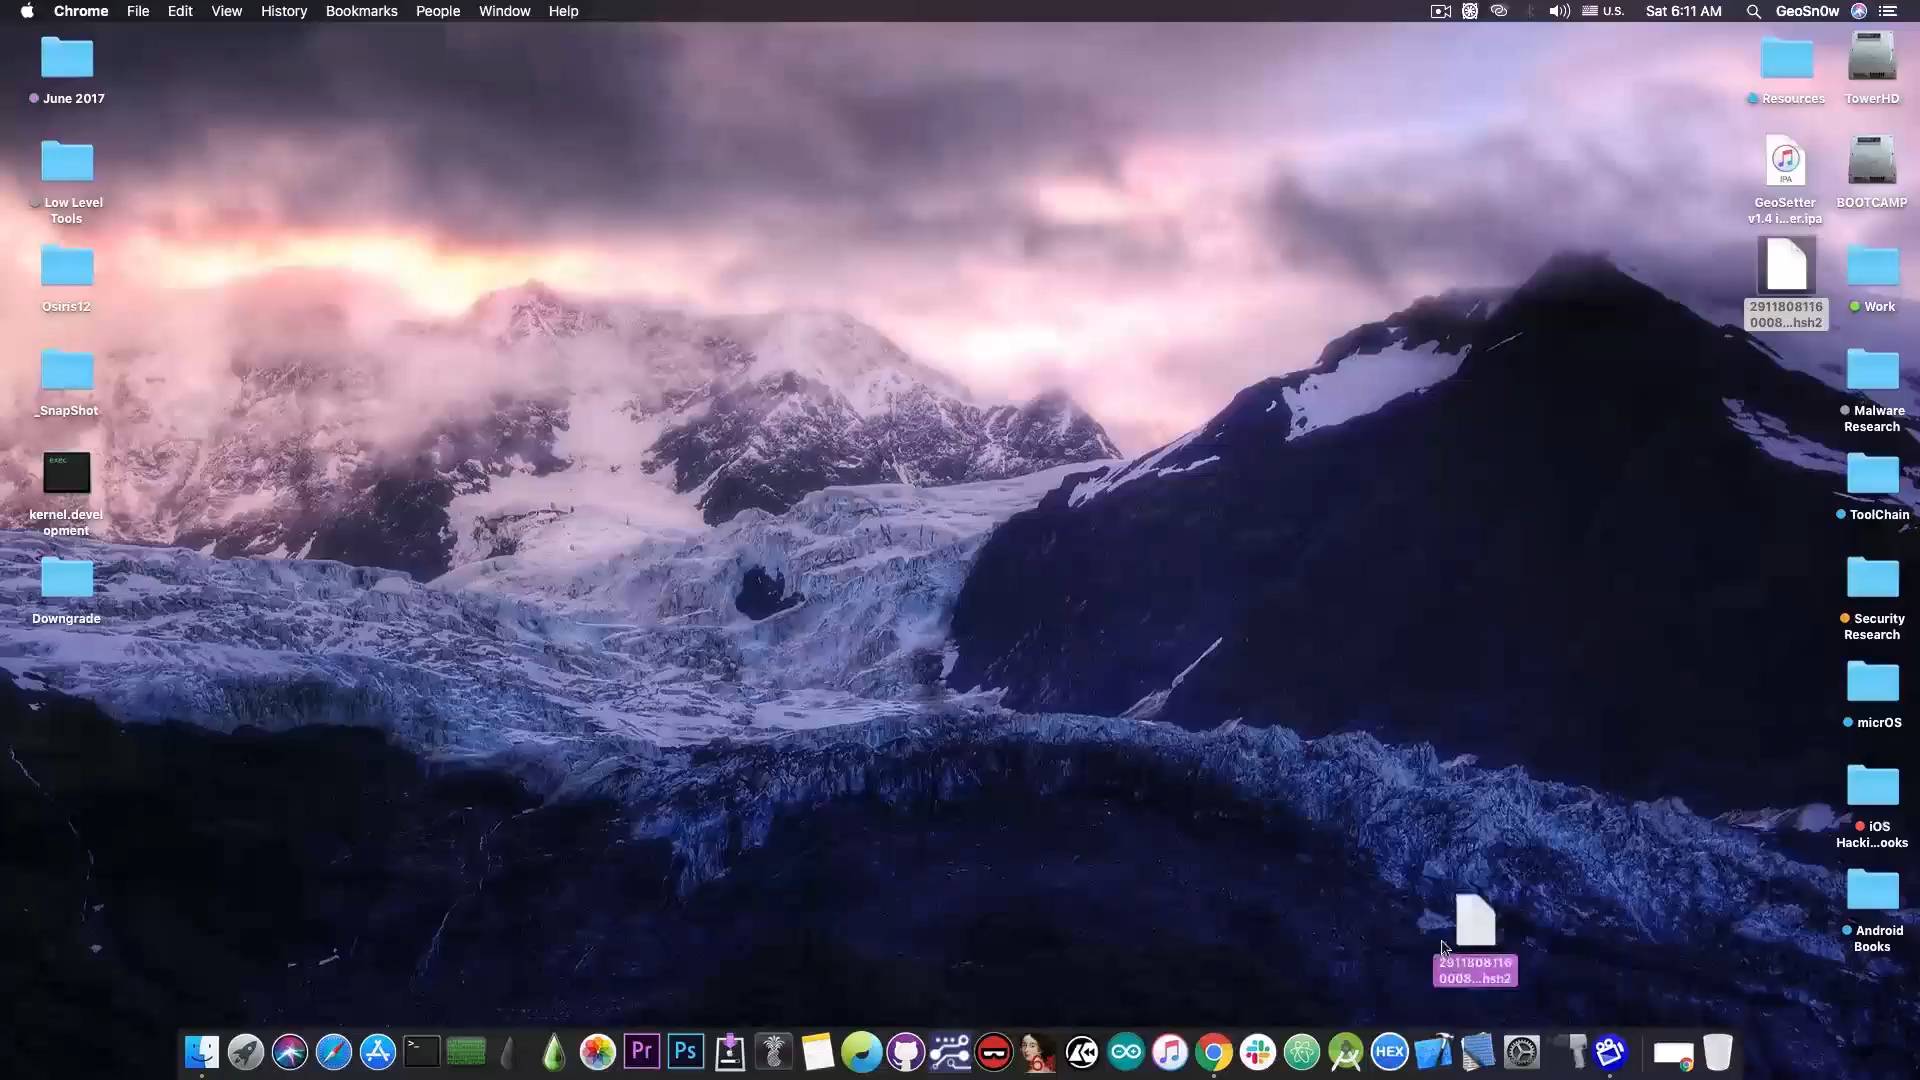 Chrome File Edit View History Bookmarks People Window Help U.S. Sat 6:11 AM GeoSn0w
June 2017
Low Level
Tools
Osiris12
_SnapShot
exec
kernel.devel
opment
Downgrade
Resources
TowerHD
IPA
GeoSetter
v1.4 i...er.ipa
BOOTCAMP
2911808116
0008...hsh2
Work
Malware
Research
ToolChain
Security
Research
micrOS
iOS
Hacki...ooks
Android
Books
2911808116
0008...hsh2
>_
Pr
Ps
HEX